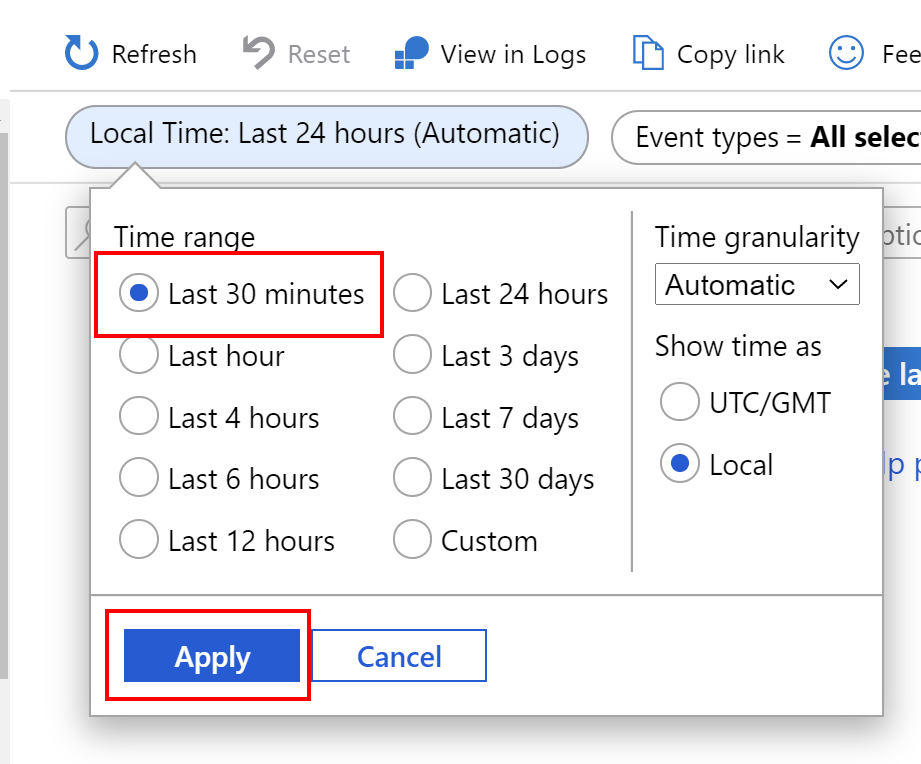 Refresh Reset View in Logs Copy link
Local Time: Last 24 hours (Automatic) Event types = All
Time range
Last 30 minutes Last 24 hours
Last hour Last 3 days
Last 4 hours Last 7 days
Last 6 hours Last 30 days
Last 12 hours Custom
Time granularity
Automatic
Show time as
UTC/GMT
Local
Apply Cancel